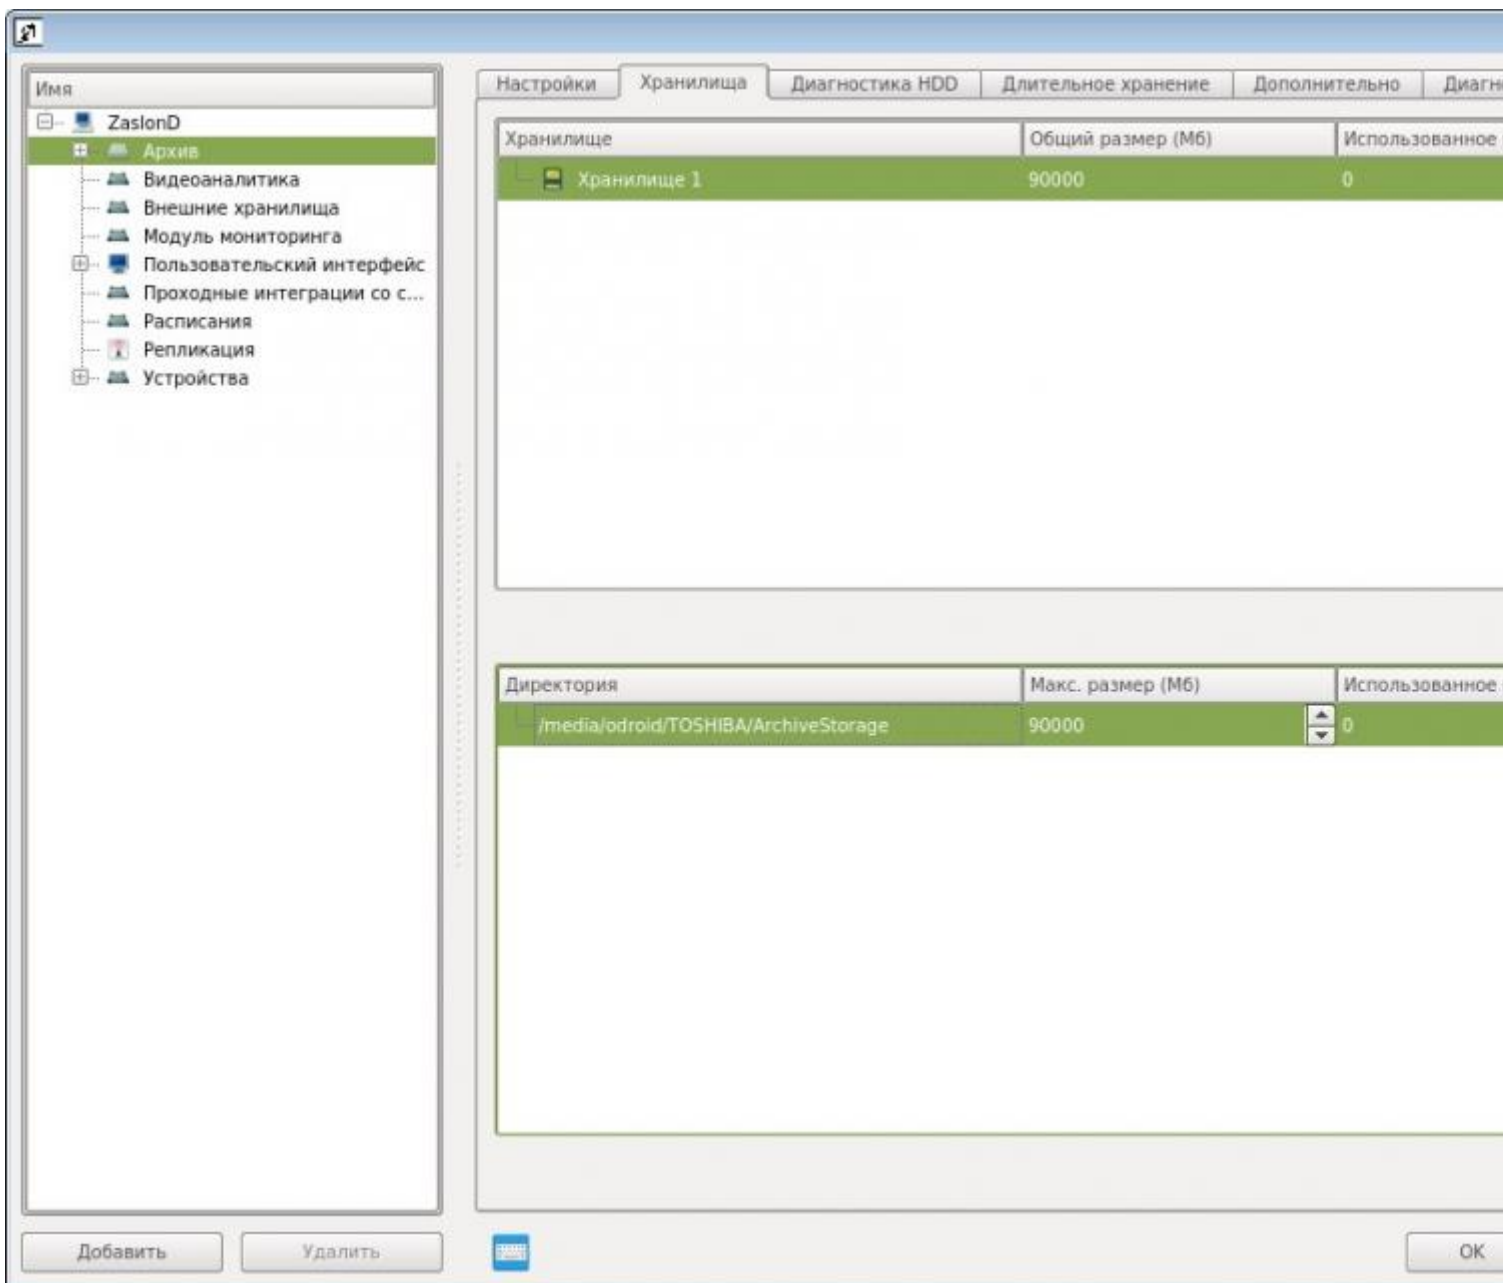 Имя
ZaslonD
Архив
Видеоаналитика
Внешние хранилища
Модуль мониторинга
Пользовательский интерфейс
Проходные интеграции со с...
Расписания
Репликация
Устройства
Добавить
Удалить
Настройки
Хранилища
Диагностика HDD
Длительное хранение
Дополнительно
Диагн
Хранилище
Общий размер (Мб)
Использованное
Хранилище 1
90000
0
Директория
Макс. размер (Мб)
Использованное
/media/odroid/TOSHIBA/ArchiveStorage
90000
0
OK